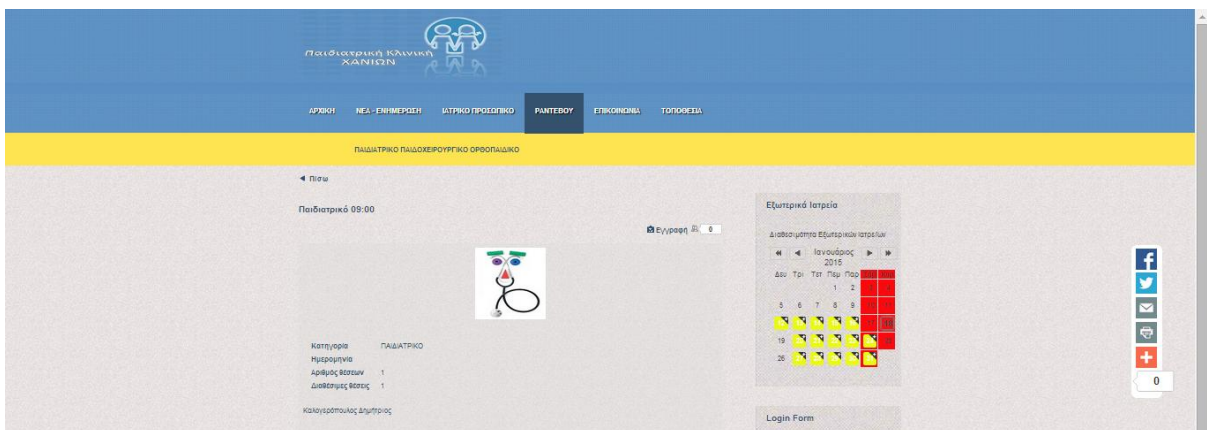 Παιδιατρική Κλινική
ΧΑΝΙΩΝ
ΑΡΧΙΚΗ ΝΕΑ - ΕΝΗΜΕΡΩΣΗ ΙΑΤΡΙΚΟ ΠΡΟΣΩΠΙΚΟ ΡΑΝΤΕΒΟΥ ΕΠΙΚΟΙΝΩΝΙΑ ΤΟΠΟΘΕΣΙΑ
ΠΑΙΔΙΑΤΡΙΚΟ ΠΑΙΔΟΧΕΙΡΟΥΡΓΙΚΟ ΟΡΘΟΠΑΙΔΙΚΟ
Πίσω
Παιδιατρικό 09:00
Εγγραφή 0
Κατηγορία ΠΑΙΔΙΑΤΡΙΚΟ
Ημερομηνία
Αριθμός θέσεων 1
Διαθέσιμες θέσεις 1
Καλογερόπουλος Δημήτριος
Εξωτερικά Ιατρεία
Διαθεσιμότητα Εξωτερικών Ιατρείων
Ιανουάριος
2015
Δευ Τρι Τετ Πεμ Παρ
1 2
5 6 7 8 9
18
19
26
Login Form
0